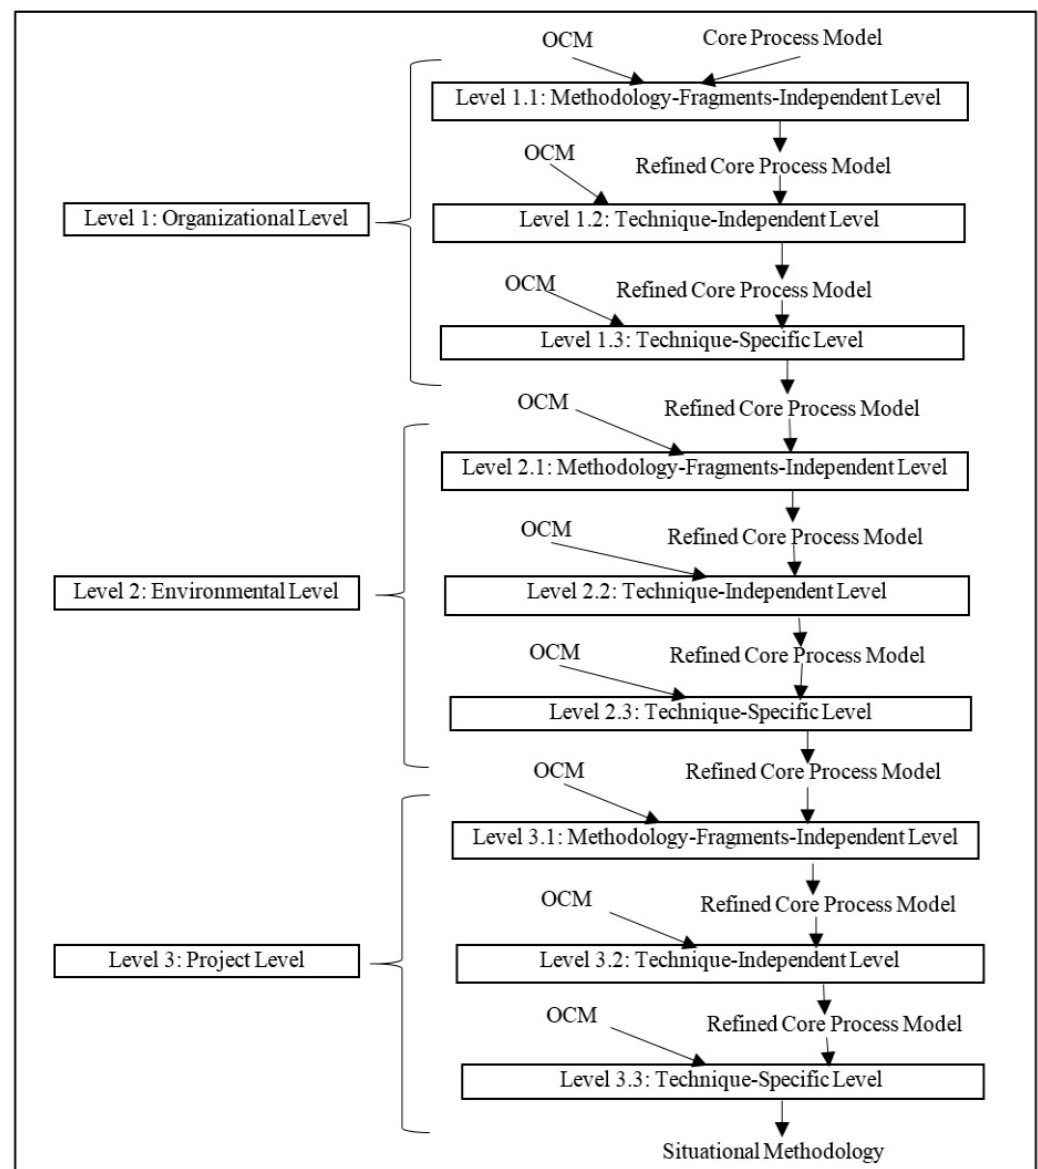 OCM
Core Process Model
Level 1.1: Methodology-Fragments-Independent Level
OCM
Refined Core Process Model
Level 1: Organizational Level
Level 1.2: Technique-Independent Level
OCM
Refined Core Process Model
Level 1.3: Technique-Specific Level
OCM
Refined Core Process Model
Level 2.1: Methodology-Fragments-Independent Level
OCM
Refined Core Process Model
Level 2: Environmental Level
Level 2.2: Technique-Independent Level
OCM
Refined Core Process Model
Level 2.3: Technique-Specific Level
OCM
Refined Core Process Model
Level 3.1: Methodology-Fragments-Independent Level
OCM
Refined Core Process Model
Level 3: Project Level
Level 3.2: Technique-Independent Level
OCM
Refined Core Process Model
Level 3.3: Technique-Specific Level
Situational Methodology